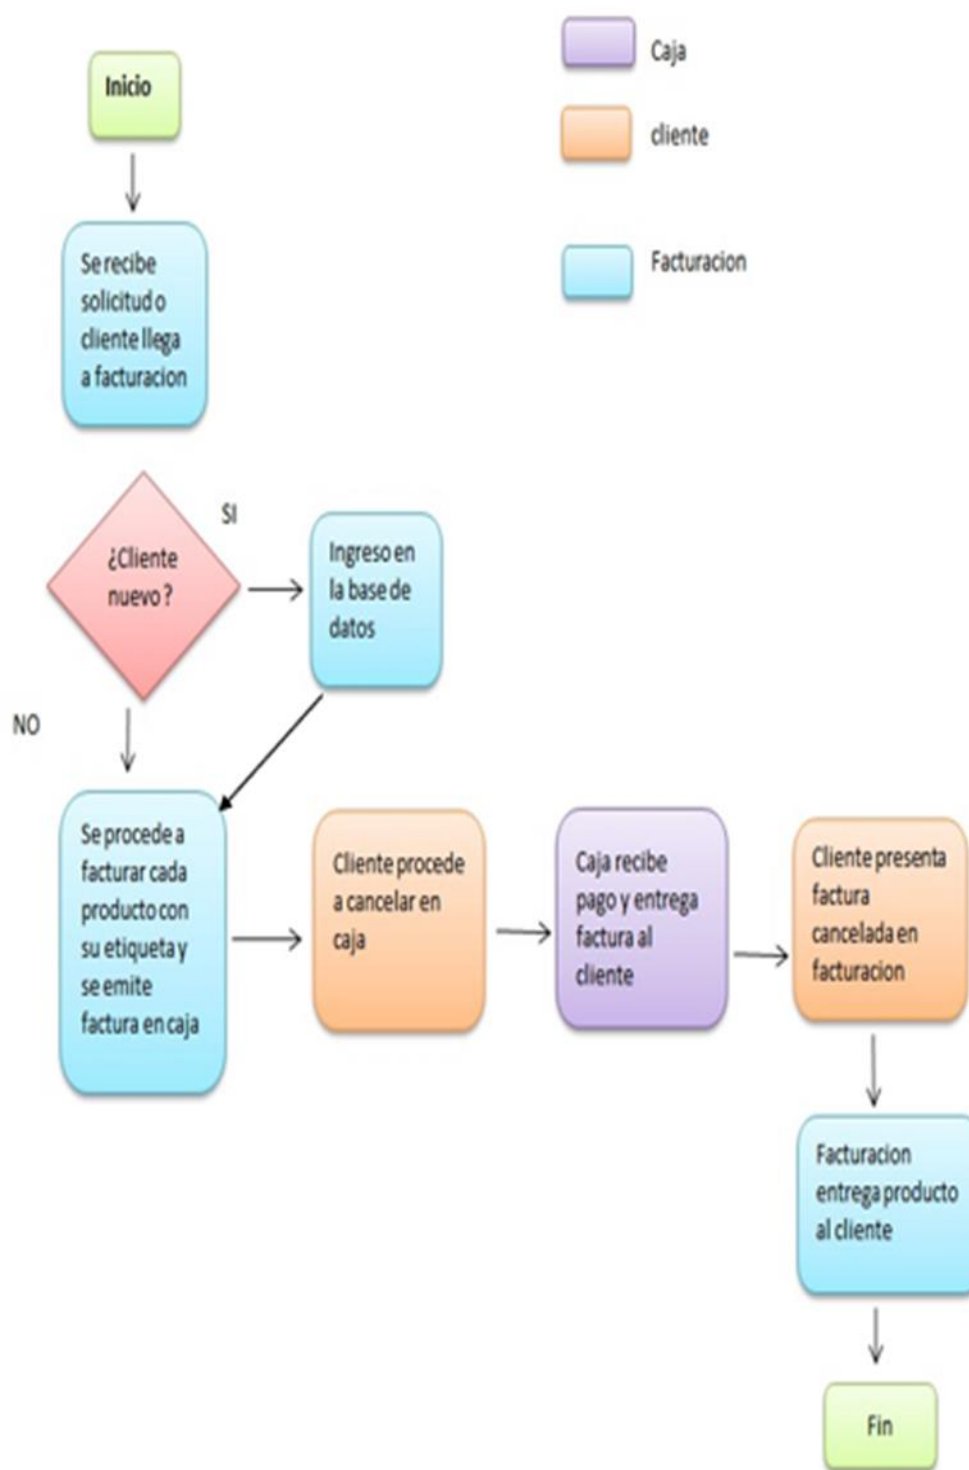 Inicio
Caja
cliente
Facturacion
Se recibe
solicitud o
cliente llega
a facturacion
¿Cliente
nuevo ?
SI
Ingreso en
la base de
datos
NO
Se procede a
facturar cada
producto con
su etiqueta y
se emite
factura en caja
Cliente procede
a cancelar en
caja
Caja recibe
pago y entrega
factura al
cliente
Cliente presenta
factura
cancelada en
facturacion
Facturacion
entrega producto
al cliente
Fin